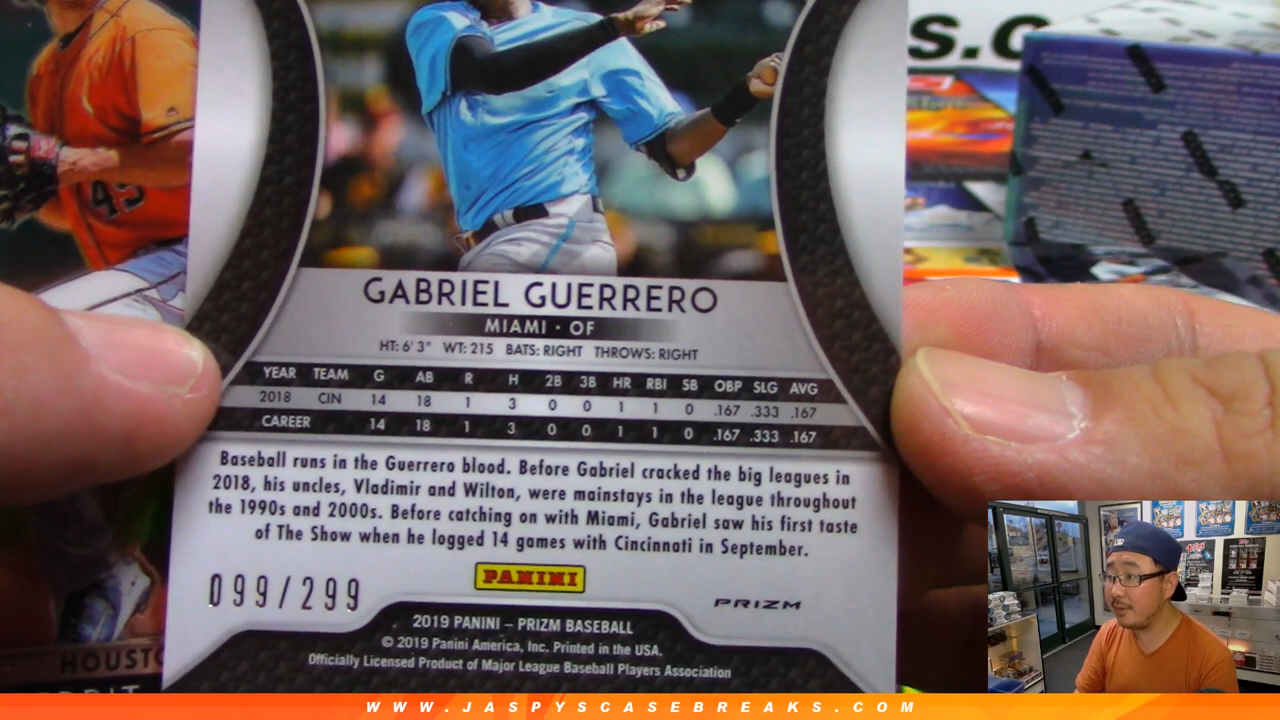 s.c
45
GABRIEL GUERRERO
MIAMI · OF
HT: 6' 3" WT: 215 BATS: RIGHT THROWS: RIGHT
YEAR TEAM G AB R H 2B 3B HR RBI SB OBP SLG AVG
2018 CIN 14 18 1 3 0 0 1 1 0 .167 .333 .167
CAREER 14 18 1 3 0 0 1 1 0 .167 .333 .167
Baseball runs in the Guerrero blood. Before Gabriel cracked the big leagues in
2018, his uncles, Vladimir and Wilton, were mainstays in the league throughout
the 1990s and 2000s. Before catching on with Miami, Gabriel saw his first taste
of The Show when he logged 14 games with Cincinnati in September.
099/299
PANINI
PRIZM
2019 PANINI – PRIZM BASEBALL
© 2019 Panini America, Inc. Printed in the USA.
Officially Licensed Product of Major League Baseball Players Association
WWW.JASPYSCASEBREAKS.COM